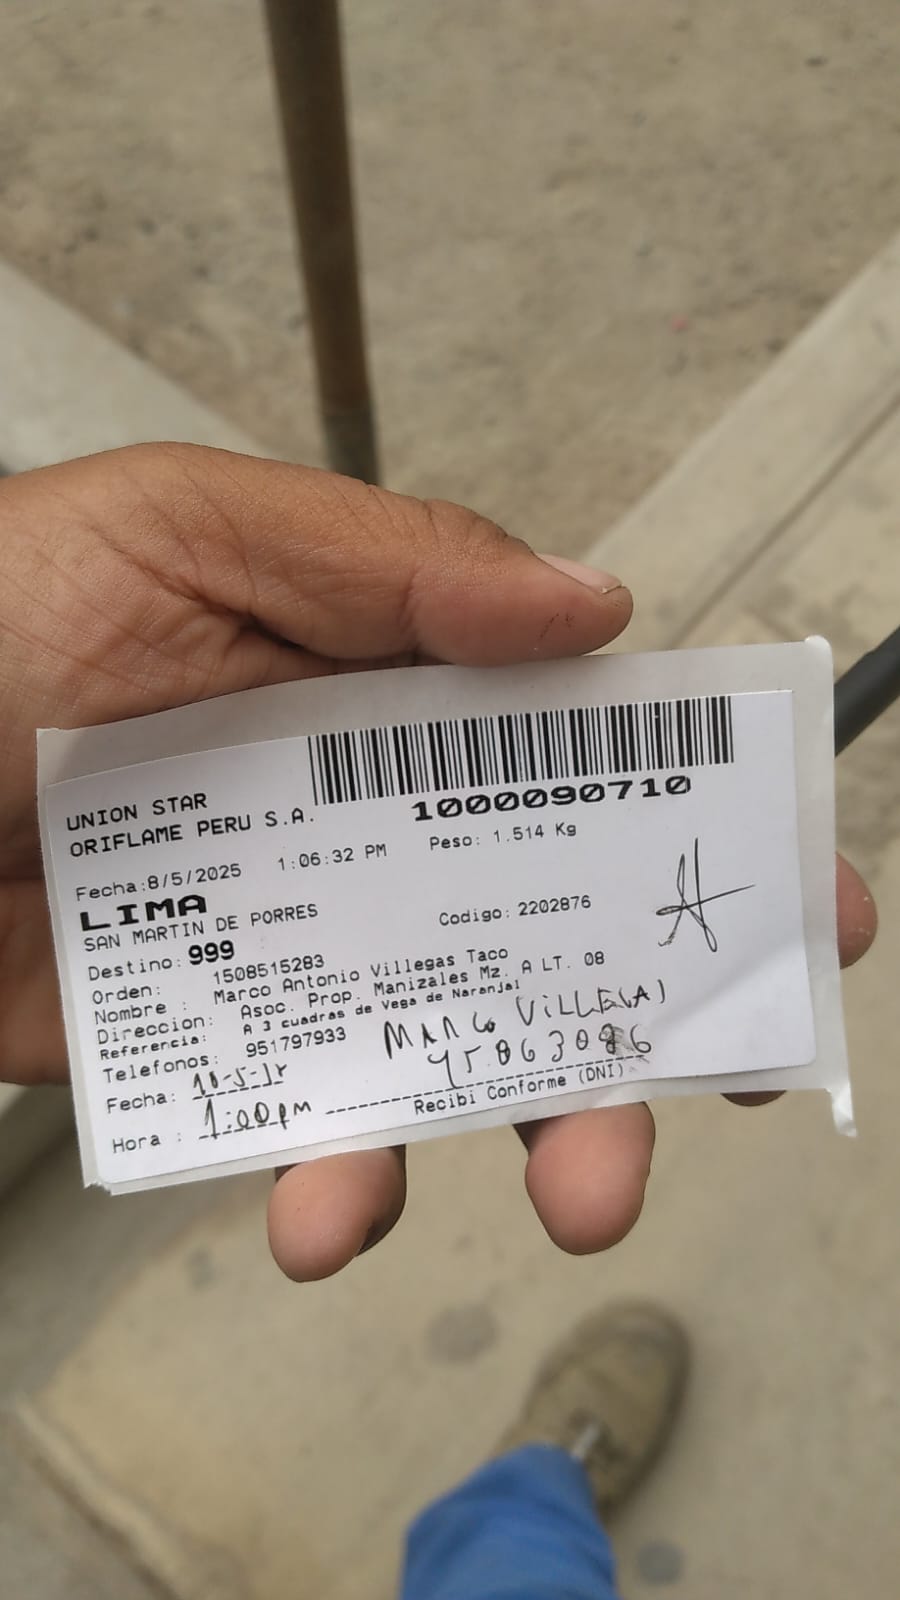 UNION STAR
ORIFLAME PERU S.A.
1000090710
Fecha:8/5/2025 1:06:32 PM Peso: 1.514 Kg
LIMA
SAN MARTIN DE PORRES Codigo: 2202876
Destino: 999
Orden: 1508515283
Nombre : Marco Antonio Villegas Taco
Direccion: Asoc. Prop. Manizales Mz. A LT. 08
Referencia: A 3 cuadras de Vega de Naranjal
Telefonos: 951797933
MARCO
Fecha:
Hora : 1:00pm
Recibi Conforme (DNI)